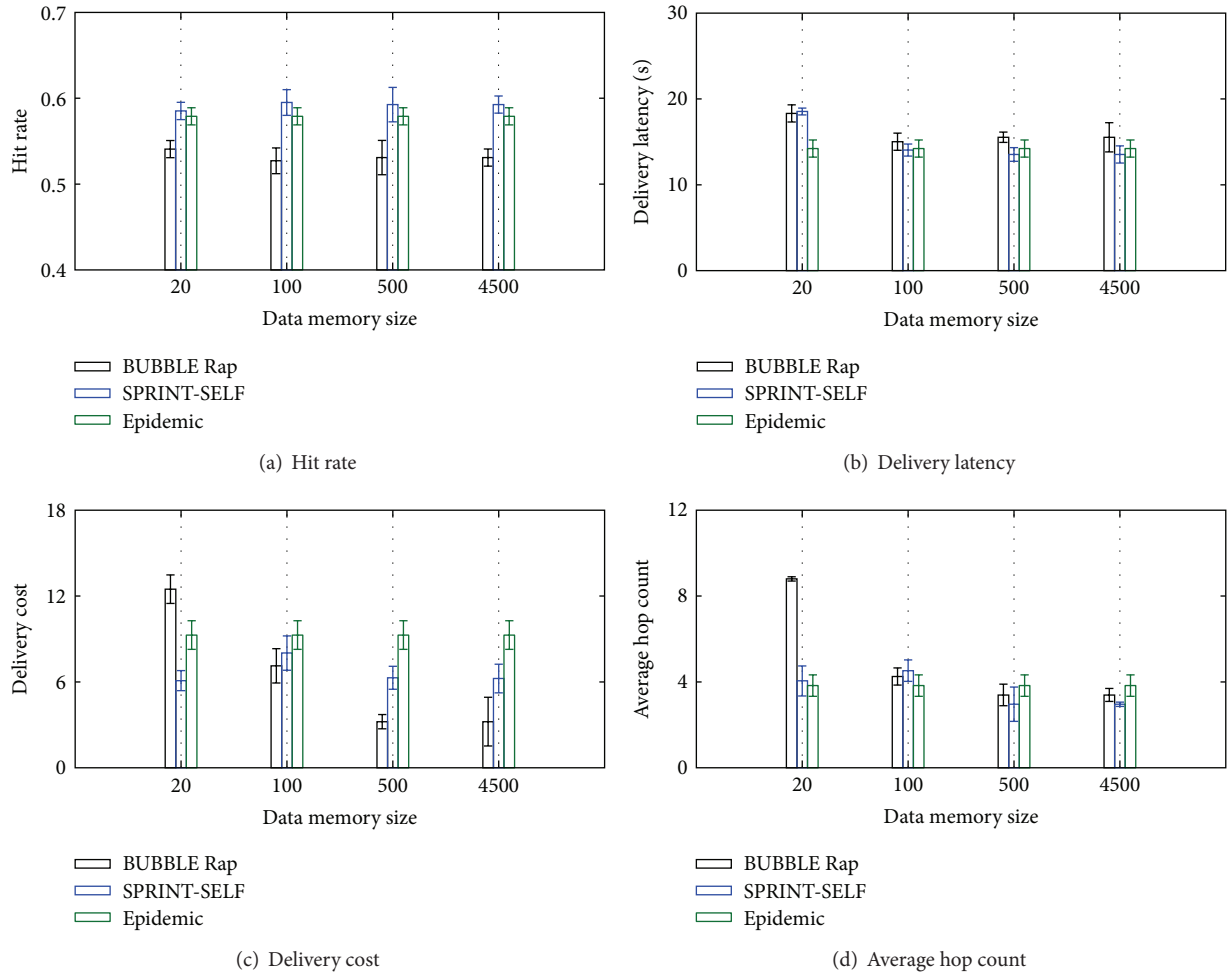 0.7
0.6
0.5
0.4
Hit rate
20 100 500 4500
Data memory size
BUBBLE Rap
SPRINT-SELF
Epidemic
(a) Hit rate
30
20
10
0
Delivery latency (s)
20 100 500 4500
Data memory size
BUBBLE Rap
SPRINT-SELF
Epidemic
(b) Delivery latency
18
12
6
0
Delivery cost
20 100 500 4500
Data memory size
BUBBLE Rap
SPRINT-SELF
Epidemic
(c) Delivery cost
12
8
4
0
Average hop count
20 100 500 4500
Data memory size
BUBBLE Rap
SPRINT-SELF
Epidemic
(d) Average hop count